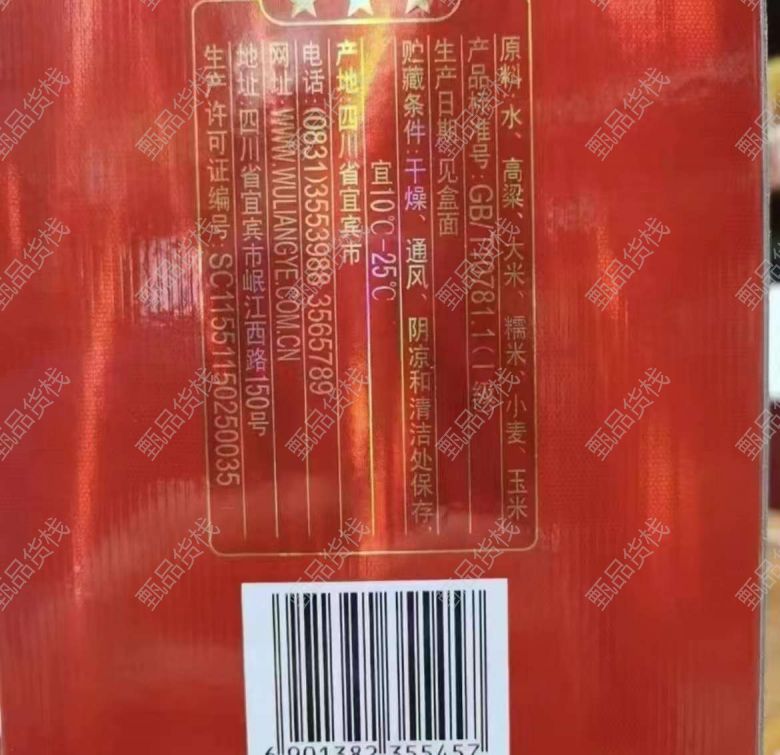 原料:水、高粱、大米、糯米、小麦、玉米
产品标准号:GB/T10781.1(一级)
生产日期:见盒面
贮藏条件:干燥、通风、阴凉和清洁处保存,
宜10℃-25℃
产地:四川省宜宾市
电话:(0831)3553988 3565789
网址:WWW.WULIANGYE.COM.CN
地址:四川省宜宾市岷江西路150号
生产许可证编号:SC11551150250035
6 901382 355457
甄品货栈